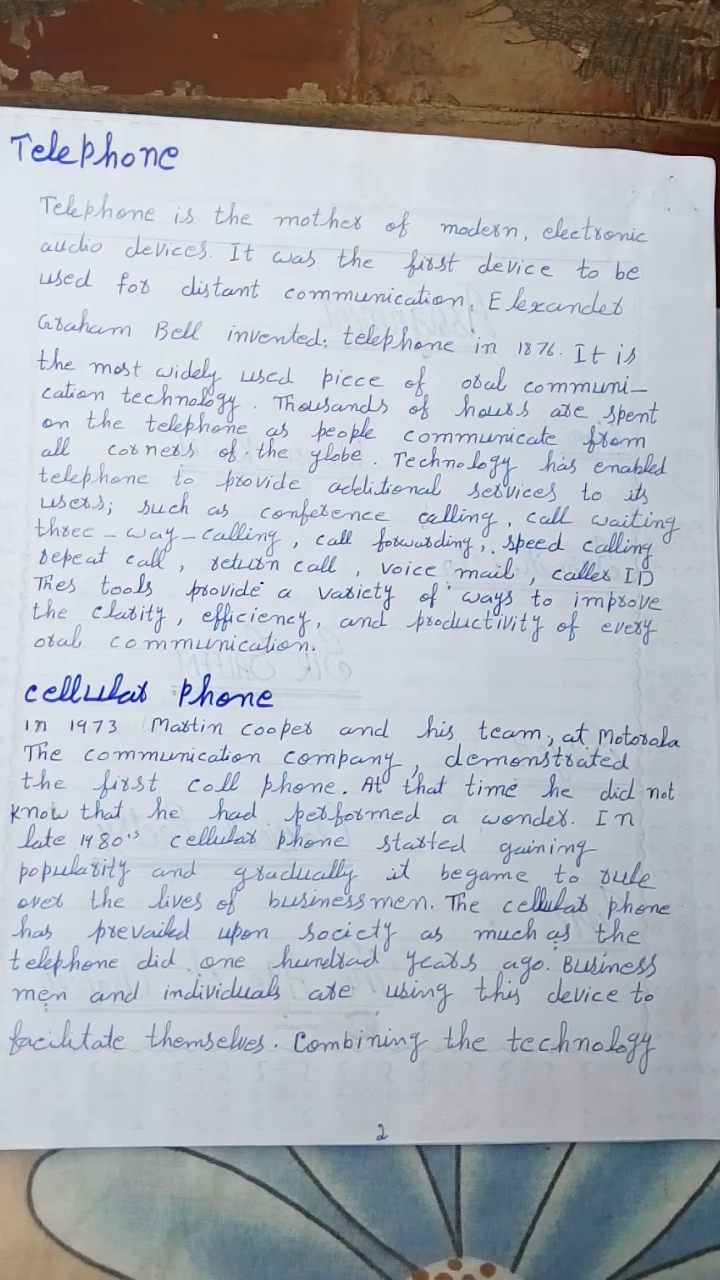 Telephone
Telephone is the mother of modern, electronic
audio devices. It was the first device to be
used for distant communication. Elexander
Graham Bell invented. telephone in 1876. It is
the most widely used piece of oral communi-
cation technology. Thousands of hours are spent
on the telephone as people communicate from
all corners of the globe. Technology has enabled
telephone to provide additional services to its
users; such as conference calling, call waiting
three-way-calling, call forwarding, speed calling
repeat call, return call, voice mail, caller ID
Thes tools provide a variety of ways to improve
the clarity, efficiency, and productivity of every
oral communication.
cellular phone
in 1973 Martin cooper and his team, at Motorola
The communication company, demonstrated
the first coll phone. At that time he did not
know that he had performed a wonder. In
late 1980's cellular phone started gaining
popularity and gradually it begame to rule
over the lives of businessmen. The cellular phone
has prevailed upon society as much as the
telephone did one hundrad years ago. Business
men and individuals are using this device to
facilitate themselves. Combining the technology
2